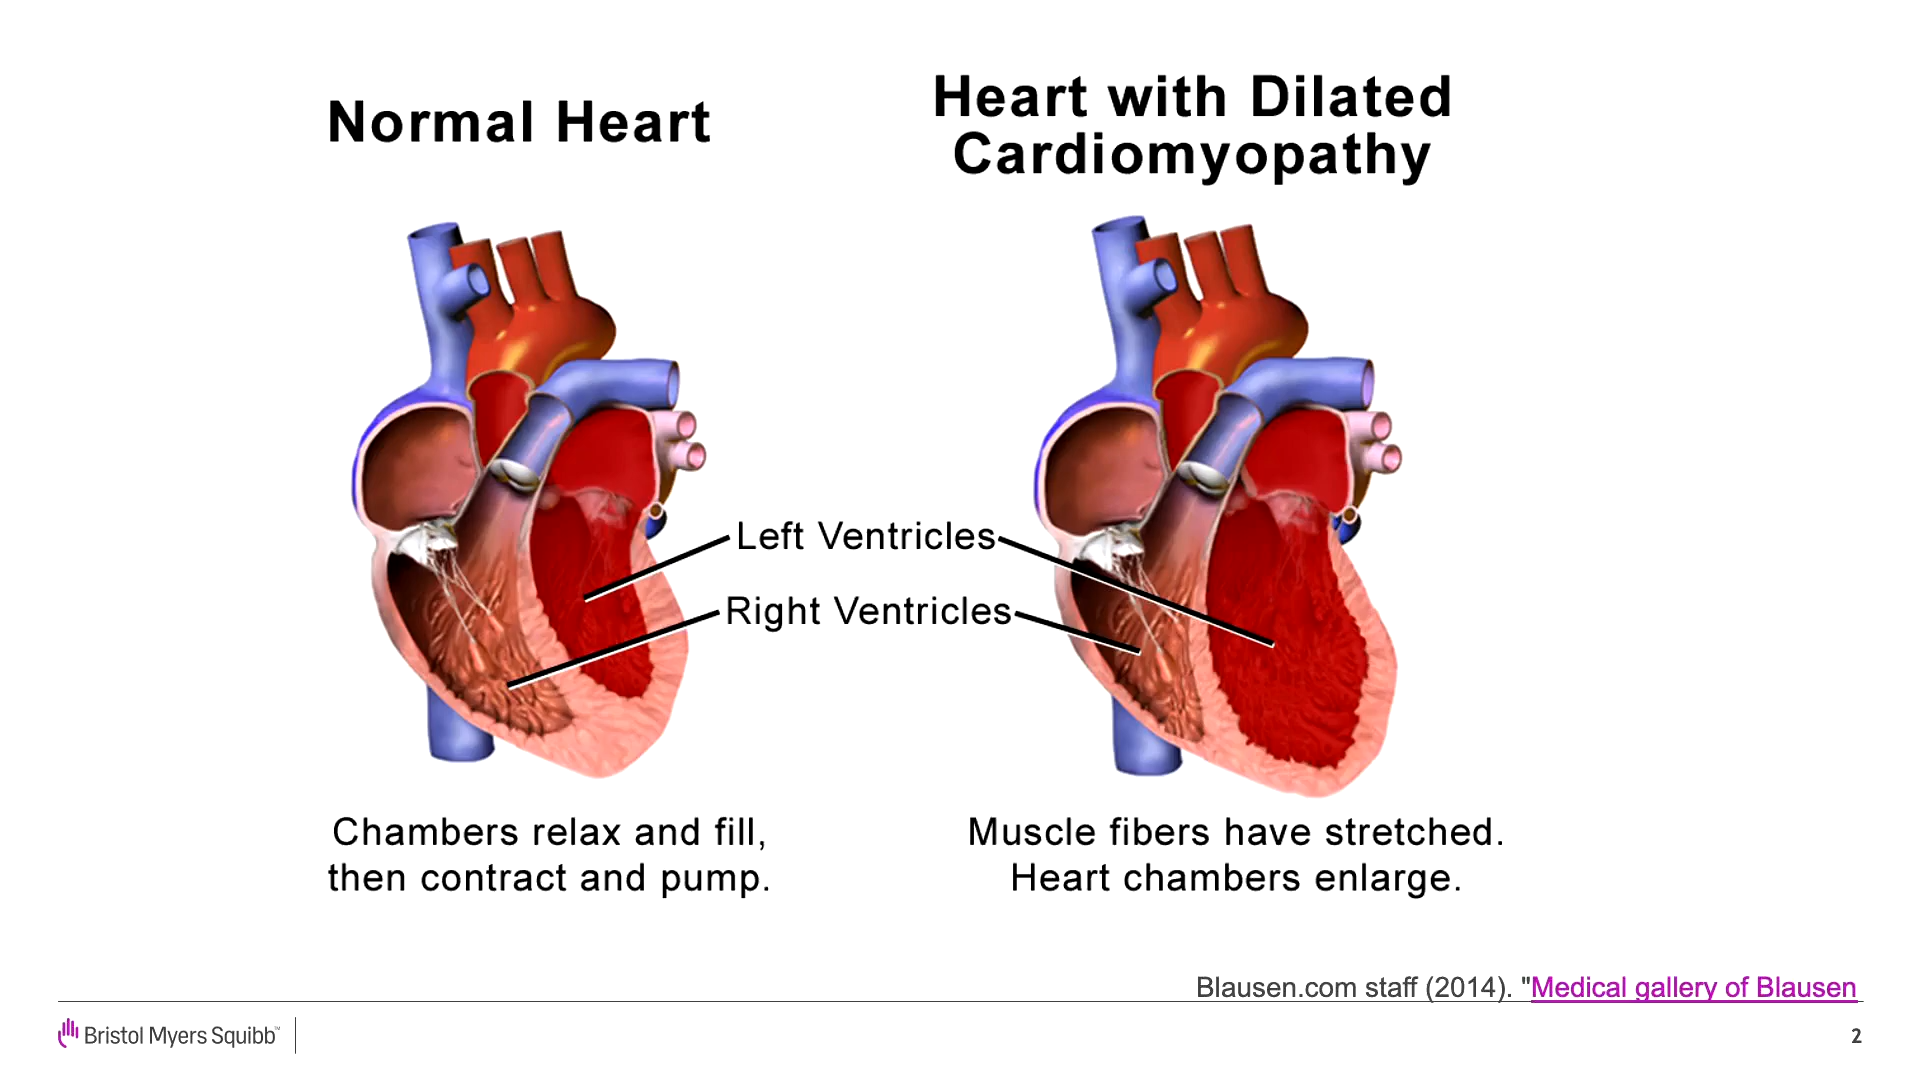 Normal Heart
Heart with Dilated
Cardiomyopathy
Left Ventricles
Right Ventricles
Chambers relax and fill,
then contract and pump.
Muscle fibers have stretched.
Heart chambers enlarge.
Blausen.com staff (2014). "Medical gallery of Blausen
Bristol Myers Squibb™
2